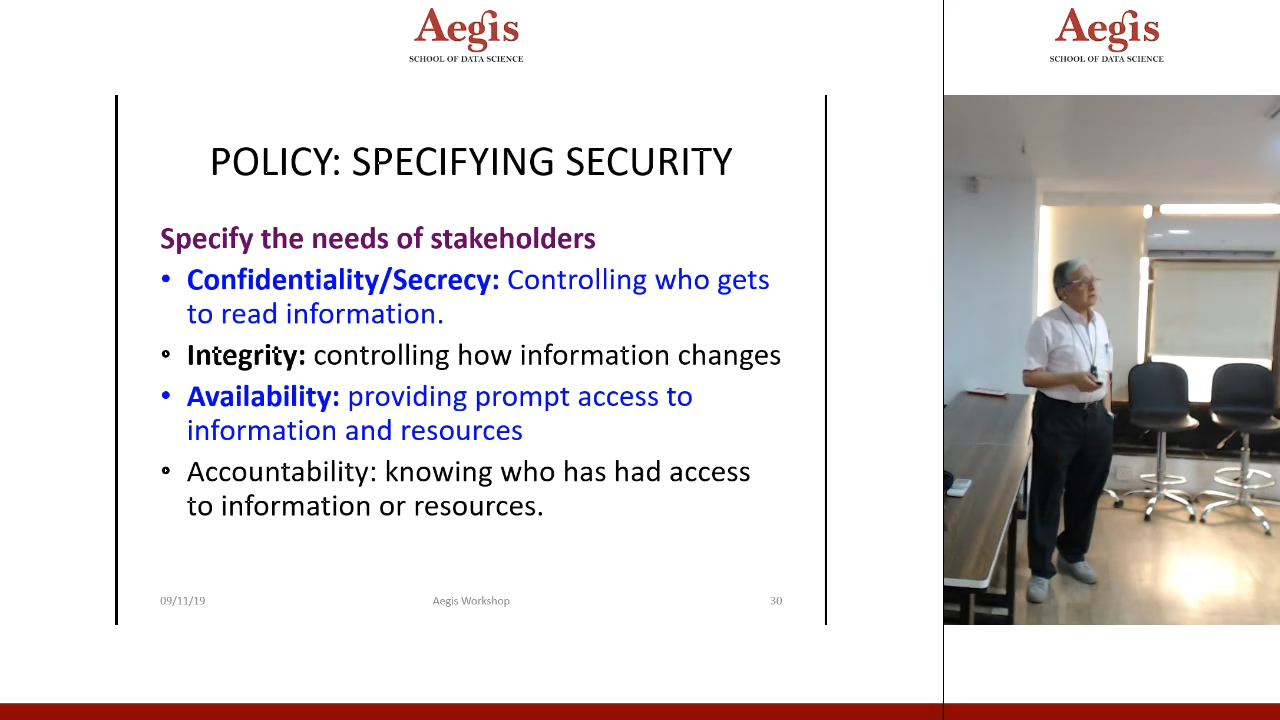 Aegis
SCHOOL OF DATA SCIENCE
Aegis
SCHOOL OF DATA SCIENCE
POLICY: SPECIFYING SECURITY
Specify the needs of stakeholders
• Confidentiality/Secrecy: Controlling who gets
to read information.
• Integrity: controlling how information changes
• Availability: providing prompt access to
information and resources
• Accountability: knowing who has had access
to information or resources.
09/11/19
Aegis Workshop
30